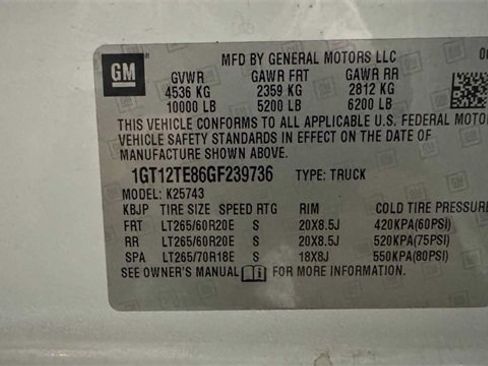 MFD BY GENERAL MOTORS LLC
GM
GVWR GAWR FRT GAWR RR
4536 KG 2359 KG 2812 KG
10000 LB 5200 LB 6200 LB
THIS VEHICLE CONFORMS TO ALL APPLICABLE U.S. FEDERAL MOTOR
VEHICLE SAFETY STANDARDS IN EFFECT ON THE DATE OF
MANUFACTURE SHOWN ABOVE.
1GT12TE86GF239736 TYPE: TRUCK
MODEL: K25743
KBJP TIRE SIZE SPEED RTG RIM COLD TIRE PRESSURE
FRT LT265/60R20E S 20X8.5J 420KPA(60PSI)
RR LT265/60R20E S 20X8.5J 520KPA(75PSI)
SPA LT265/70R18E S 18X8J 550KPA(80PSI)
SEE OWNER'S MANUAL FOR MORE INFORMATION.